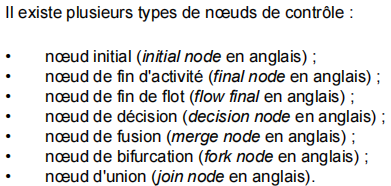 Il existe plusieurs types de nœuds de contrôle :
• nœud initial (initial node en anglais) ;
• nœud de fin d'activité (final node en anglais) ;
• nœud de fin de flot (flow final en anglais) ;
• nœud de décision (decision node en anglais) ;
• nœud de fusion (merge node en anglais) ;
• nœud de bifurcation (fork node en anglais) ;
• nœud d'union (join node en anglais).